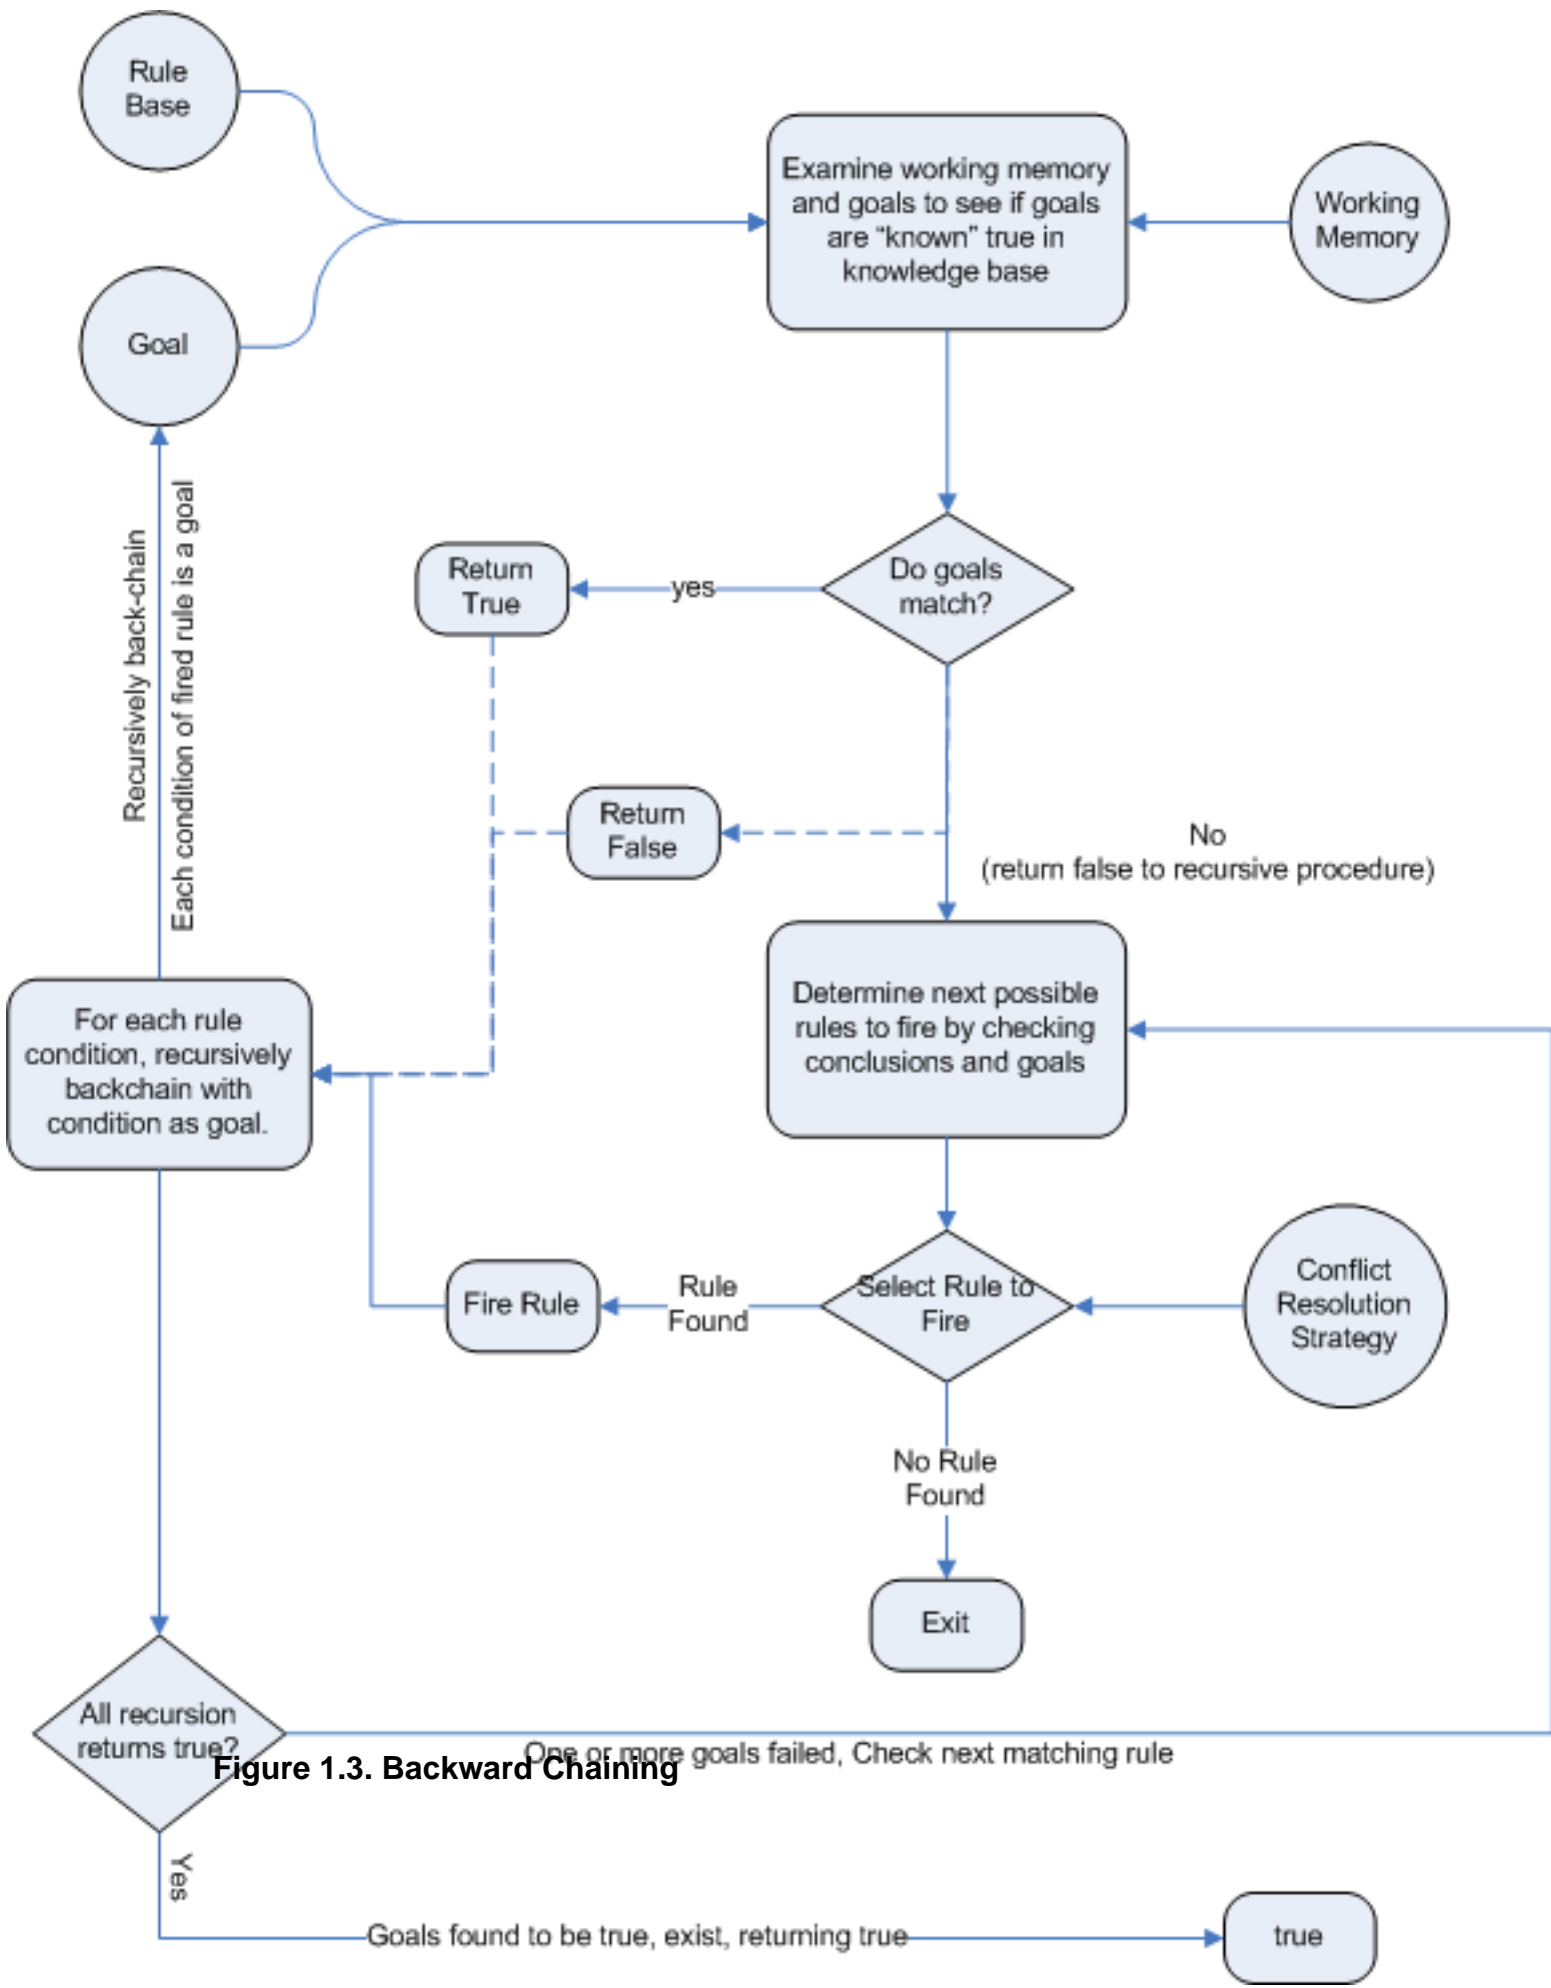 Rule
Base
Examine working memory
and goals to see if goals
are “known” true in
knowledge base
Working
Memory
Goal
Recursively back-chain
Each condition of fired rule is a goal
Return
True
yes
Do goals
match?
Return
False
No
(return false to recursive procedure)
For each rule
condition, recursively
backchain with
condition as goal.
Determine next possible
rules to fire by checking
conclusions and goals
Fire Rule
Rule
Found
Select Rule to
Fire
Conflict
Resolution
Strategy
No Rule
Found
Exit
All recursion
returns true?
One or more goals failed, Check next matching rule
Figure 1.3. Backward Chaining
Yes
Goals found to be true, exist, returning true
true